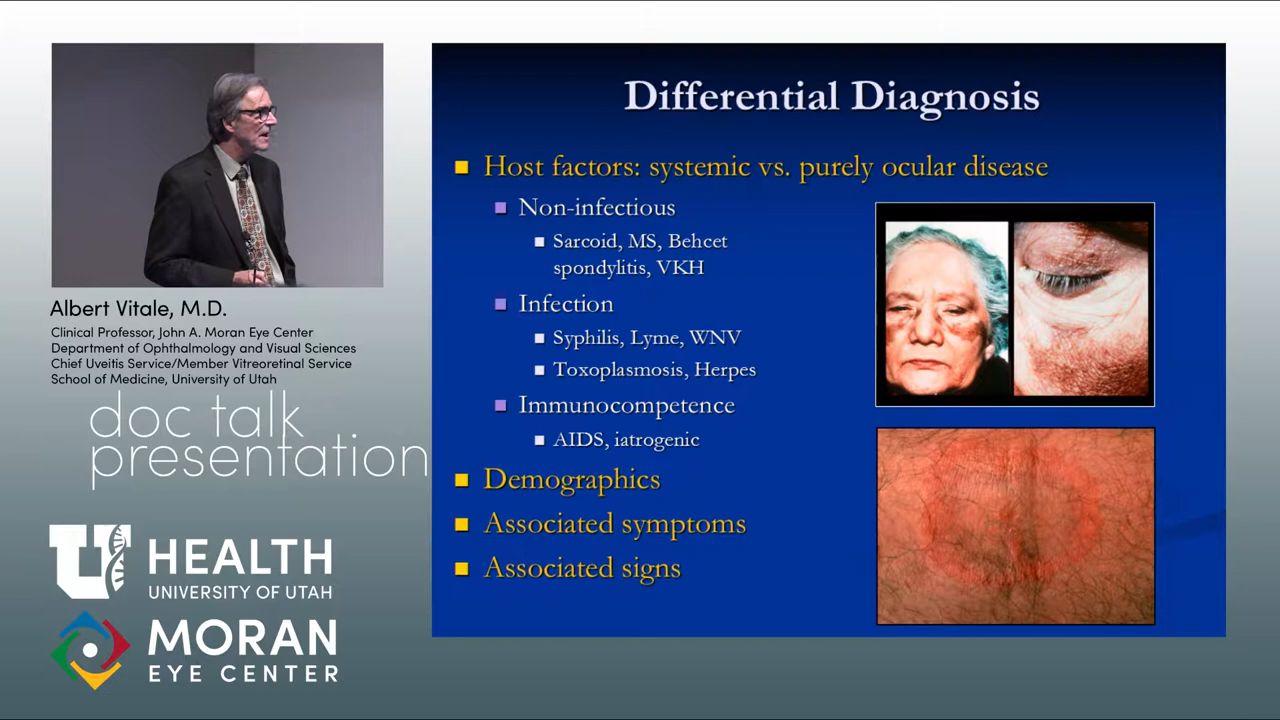 Differential Diagnosis
Host factors: systemic vs. purely ocular disease
Non-infectious
Sarcoid, MS, Behcet
spondylitis, VKH
Infection
Syphilis, Lyme, WNV
Toxoplasmosis, Herpes
Immunocompetence
AIDS, iatrogenic
Demographics
Associated symptoms
Associated signs
Albert Vitale, M.D.
Clinical Professor, John A. Moran Eye Center
Department of Ophthalmology and Visual Sciences
Chief Uveitis Service/Member Vitreoretinal Service
School of Medicine, University of Utah
doc talk
presentation
U HEALTH
UNIVERSITY OF UTAH
MORAN
EYE CENTER